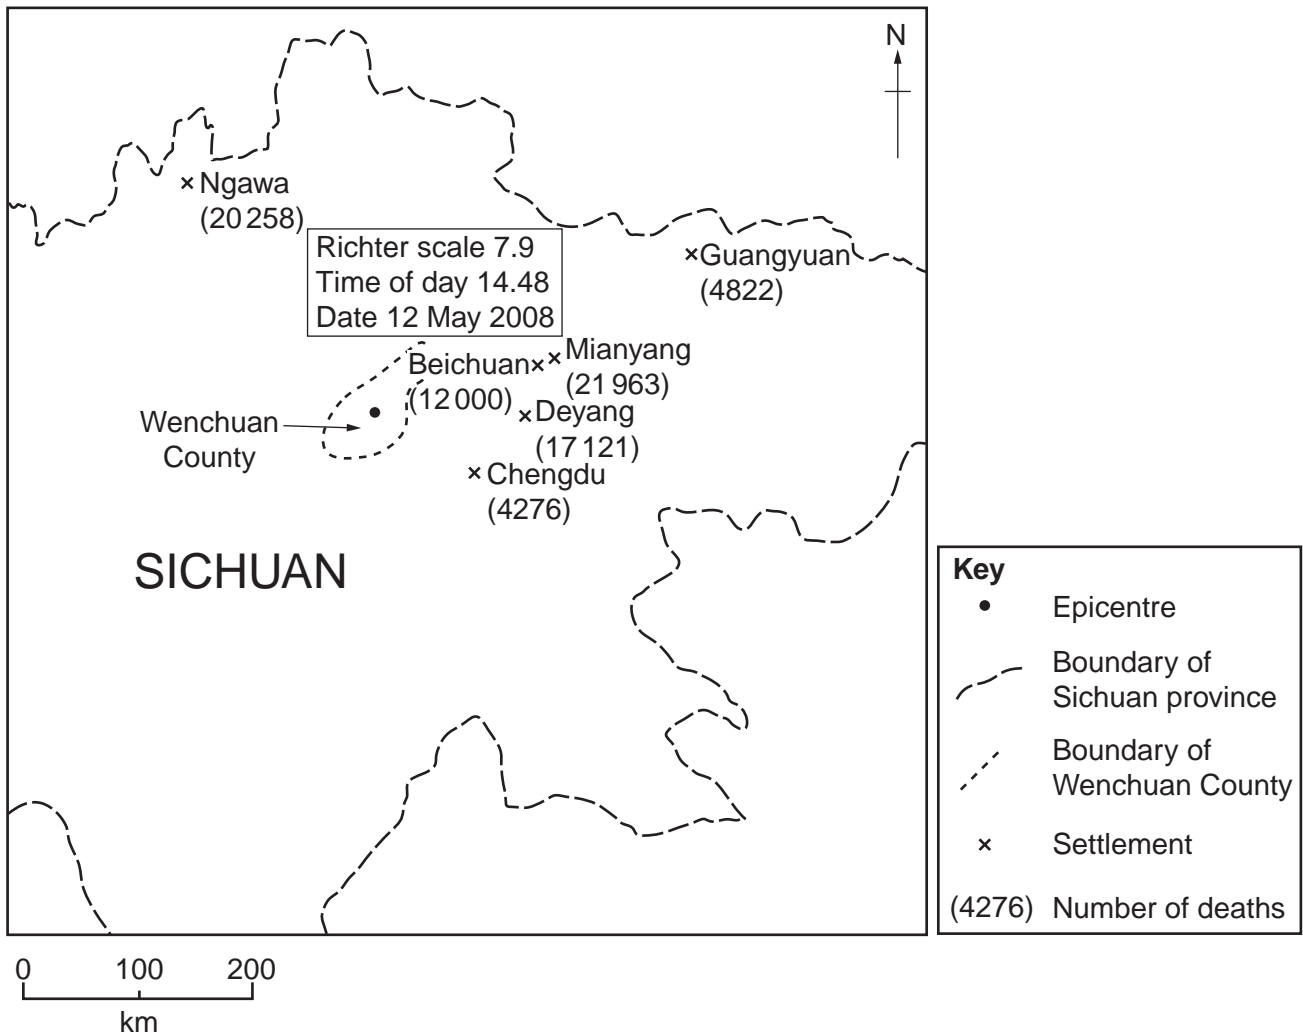 N
Ngawa
(20 258)
Richter scale 7.9
Time of day 14.48
Date 12 May 2008
Guangyuan
(4822)
Beichuan
(12 000)
Mianyang
(21 963)
Deyang
(17 121)
Wenchuan
County
Chengdu
(4276)
SICHUAN
Key
Epicentre
Boundary of
Sichuan province
Boundary of
Wenchuan County
Settlement
(4276) Number of deaths
0 100 200
km